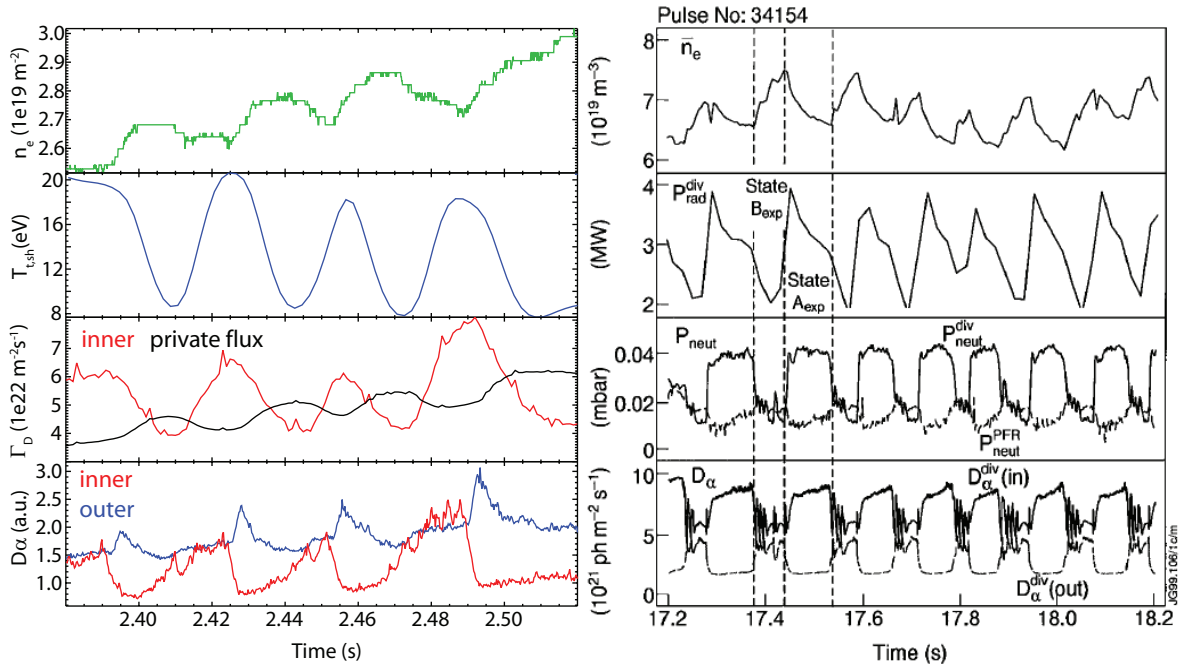 3.0
2.9
2.8
2.7
2.6
n_e (1e19 m^-2)
20
16
12
8
T_t,sh (eV)
inner private flux
7
6
5
4
Γ_D (1e22 m^-2 s^-1)
inner
outer
3.0
2.5
2.0
1.5
1.0
Dα (a.u.)
2.40 2.42 2.44 2.46 2.48 2.50
Time (s)
Pulse No: 34154
n̅_e
8
7
6
(10^19 m^-3)
P_rad^div
State
B_exp
State
A_exp
4
3
2
(MW)
P_neut
P_neut^div
0.04
0.02
0
(mbar)
P_neut^PFR
D_α
D_α^div (in)
10
5
0
(10^21 ph m^-2 s^-1)
D_α^div (out)
17.2 17.4 17.6 17.8 18.0 18.2
Time (s)
JG99.106/1c/m